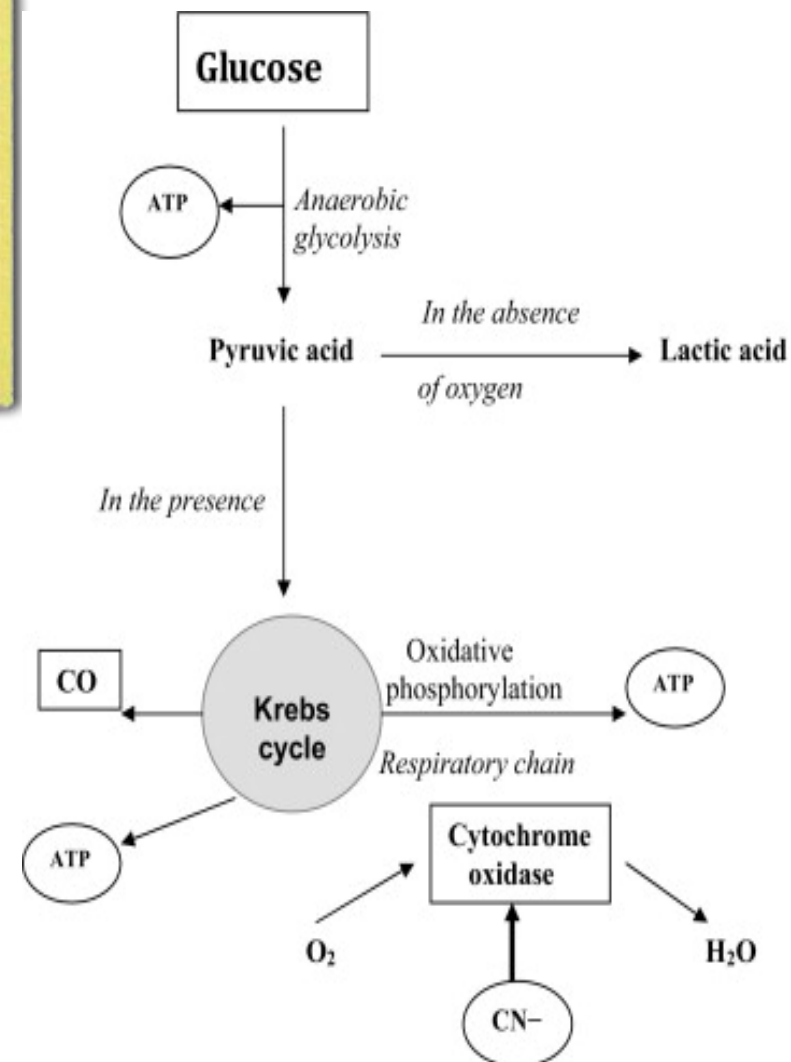 Glucose
ATP
Anaerobic
glycolysis
In the absence
Pyruvic acid
Lactic acid
of oxygen
In the presence
Oxidative
phosphorylation
CO
ATP
Krebs
cycle
Respiratory chain
Cytochrome
oxidase
ATP
O₂
H₂O
CN−